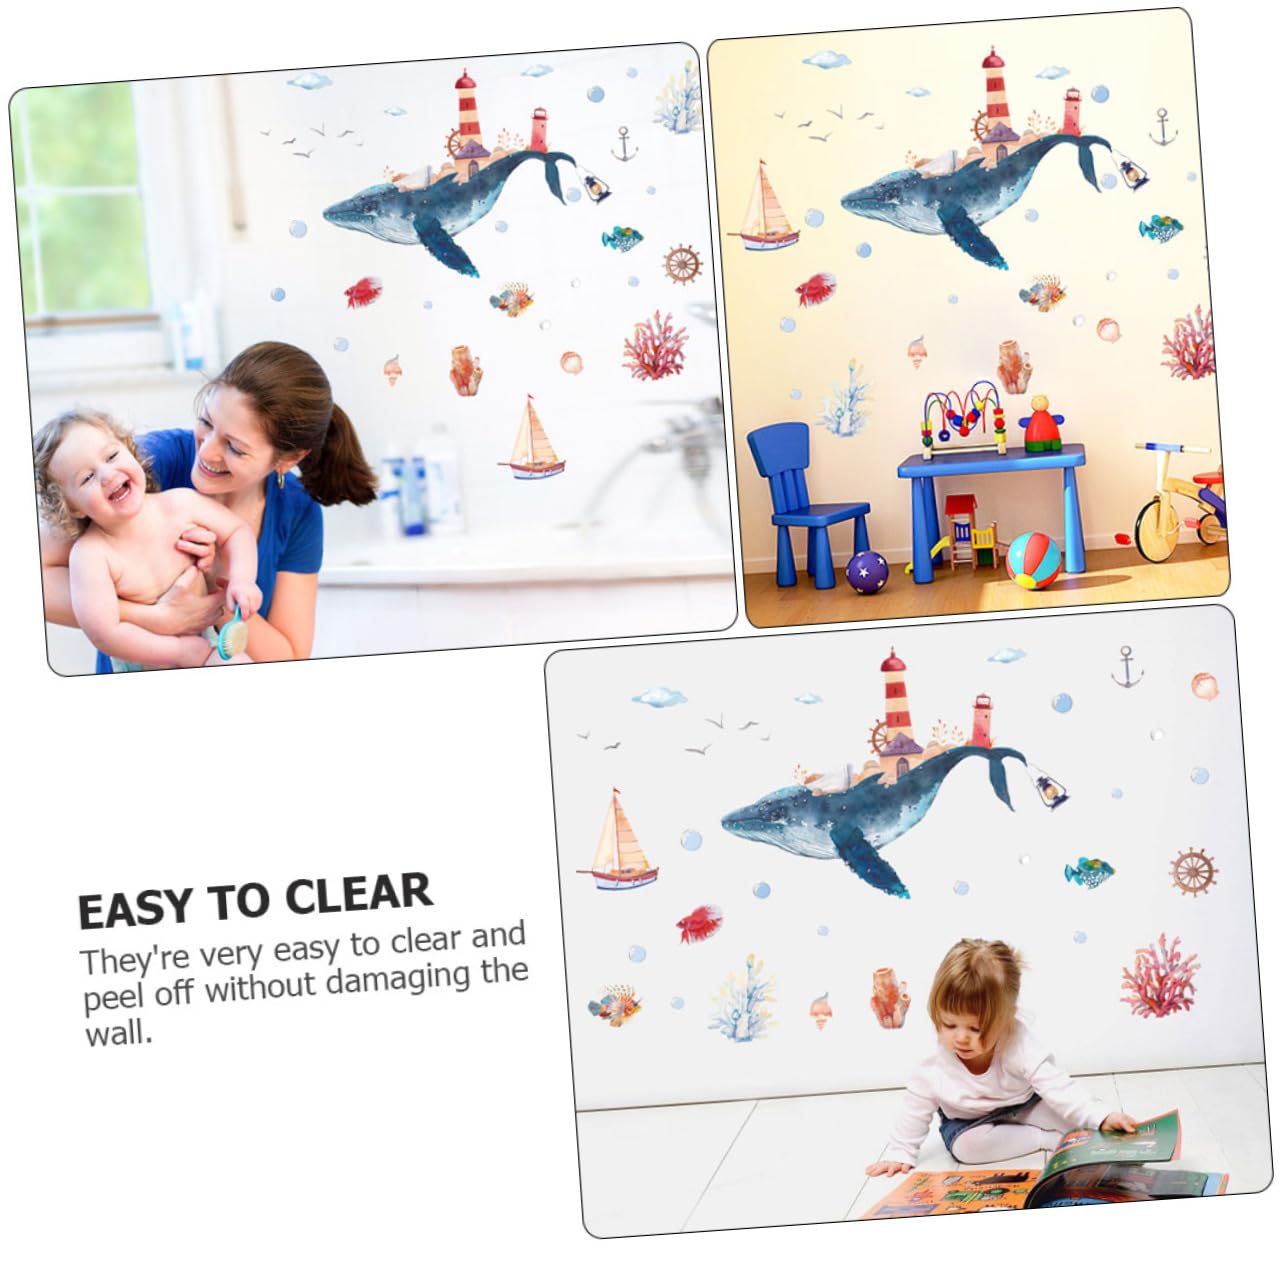 EASY TO CLEAR
They're very easy to clear and
peel off without damaging the
wall.